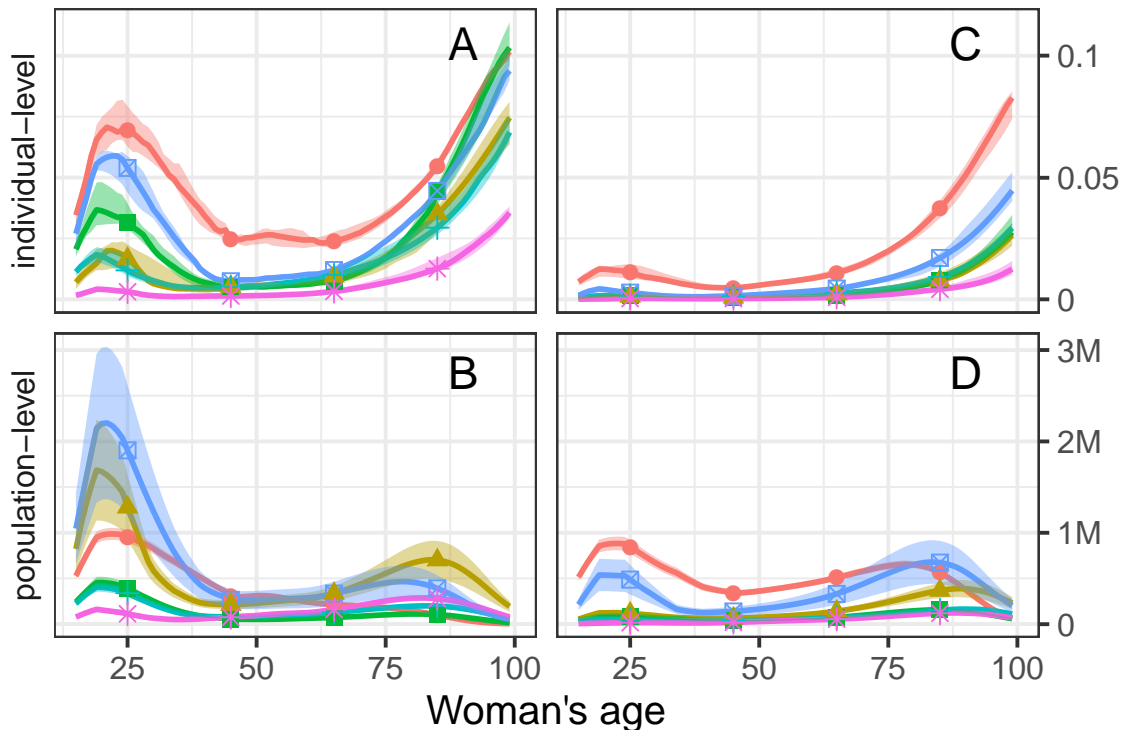 A
C
individual−level
0.1
0.05
0
B
D
population−level
3M
2M
1M
0
25
50
75
100
25
50
75
100
Woman's age